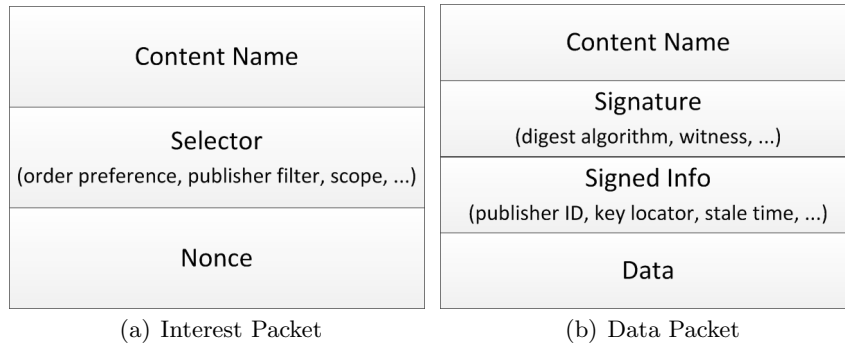 Content Name
Selector
(order preference, publisher filter, scope, ...)
Nonce
(a) Interest Packet
Content Name
Signature
(digest algorithm, witness, ...)
Signed Info
(publisher ID, key locator, stale time, ...)
Data
(b) Data Packet